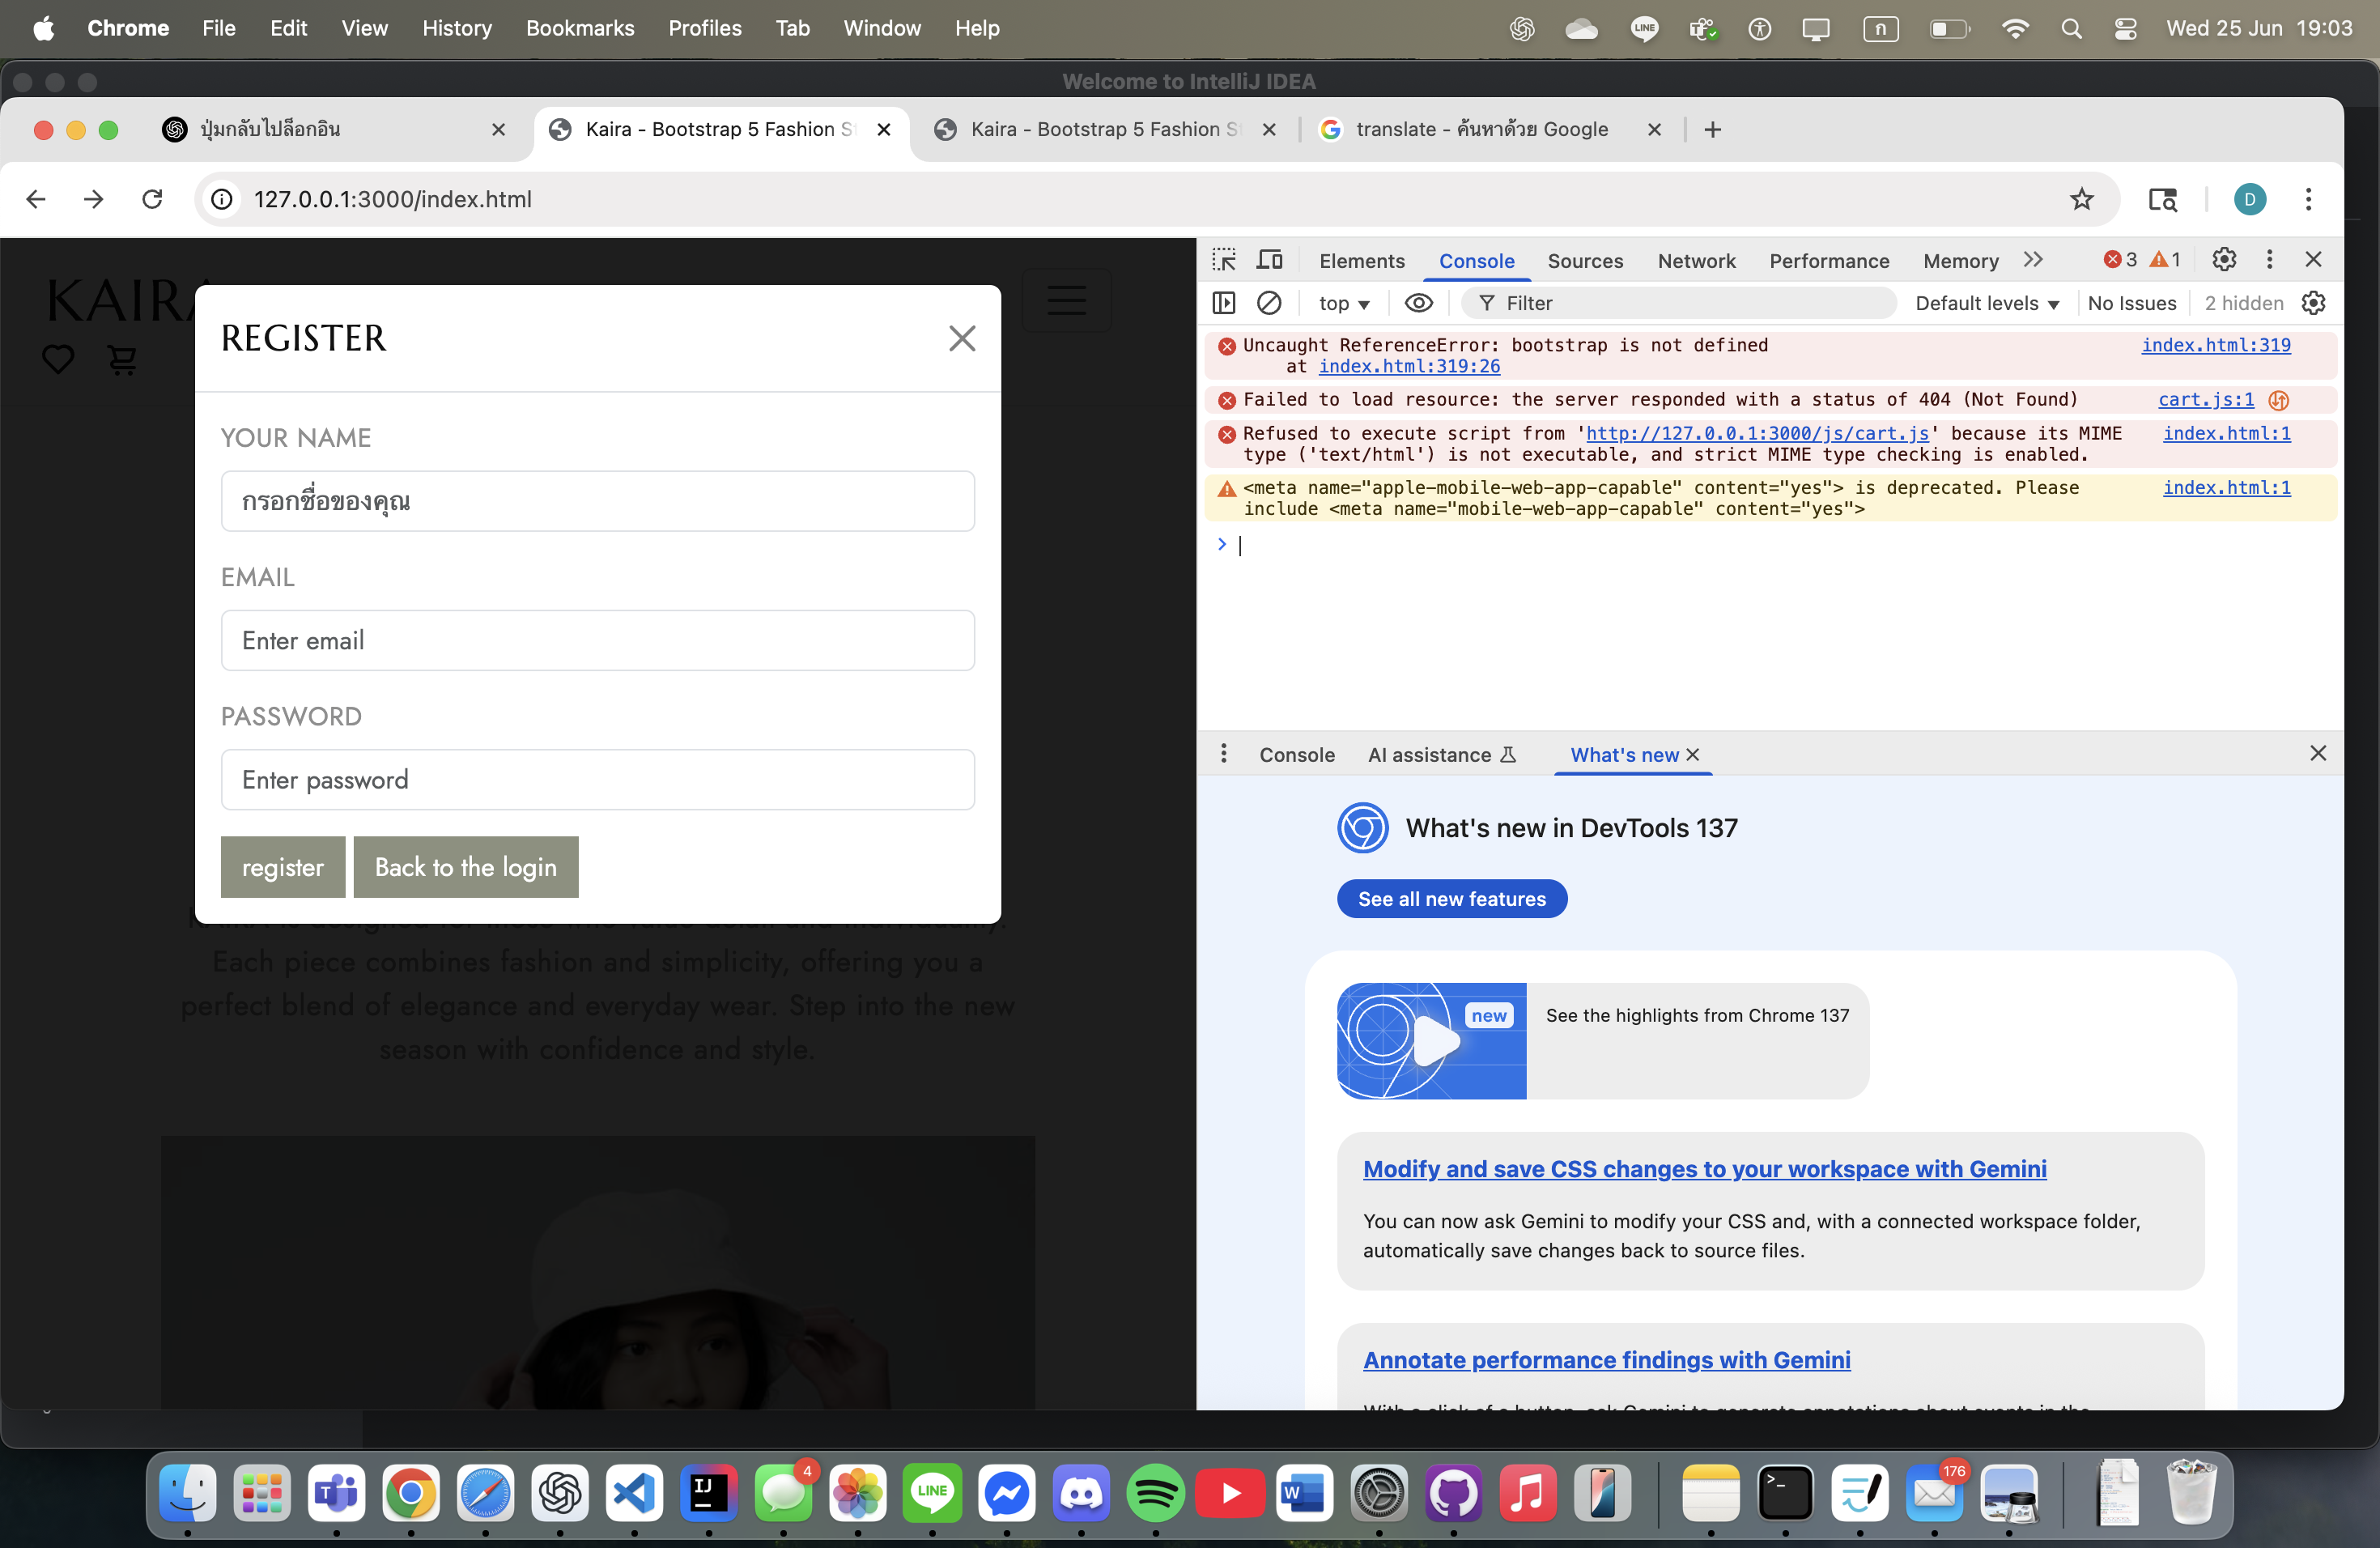 Chrome File Edit View History Bookmarks Profiles Tab Window Help
LINE
ก
Wed 25 Jun 19:03
Welcome to IntelliJ IDEA
ปุ่มกลับไปล็อกอิน
Kaira - Bootstrap 5 Fashion S
Kaira - Bootstrap 5 Fashion S
translate - ค้นหาด้วย Google
127.0.0.1:3000/index.html
D
KAIRA
REGISTER
YOUR NAME
กรอกชื่อของคุณ
EMAIL
Enter email
PASSWORD
Enter password
register
Back to the login
Each piece combines fashion and simplicity, offering you a
perfect blend of elegance and everyday wear. Step into the new
season with confidence and style.
Elements Console Sources Network Performance Memory
3 1
top
Filter
Default levels
No Issues
2 hidden
Uncaught ReferenceError: bootstrap is not defined index.html:319
at index.html:319:26
Failed to load resource: the server responded with a status of 404 (Not Found) cart.js:1
Refused to execute script from 'http://127.0.0.1:3000/js/cart.js' because its MIME index.html:1
type ('text/html') is not executable, and strict MIME type checking is enabled.
<meta name="apple-mobile-web-app-capable" content="yes"> is deprecated. Please index.html:1
include <meta name="mobile-web-app-capable" content="yes">
Console AI assistance What's new
What's new in DevTools 137
See all new features
new
See the highlights from Chrome 137
Modify and save CSS changes to your workspace with Gemini
You can now ask Gemini to modify your CSS and, with a connected workspace folder,
automatically save changes back to source files.
Annotate performance findings with Gemini
T
IJ
4
LINE
W
176